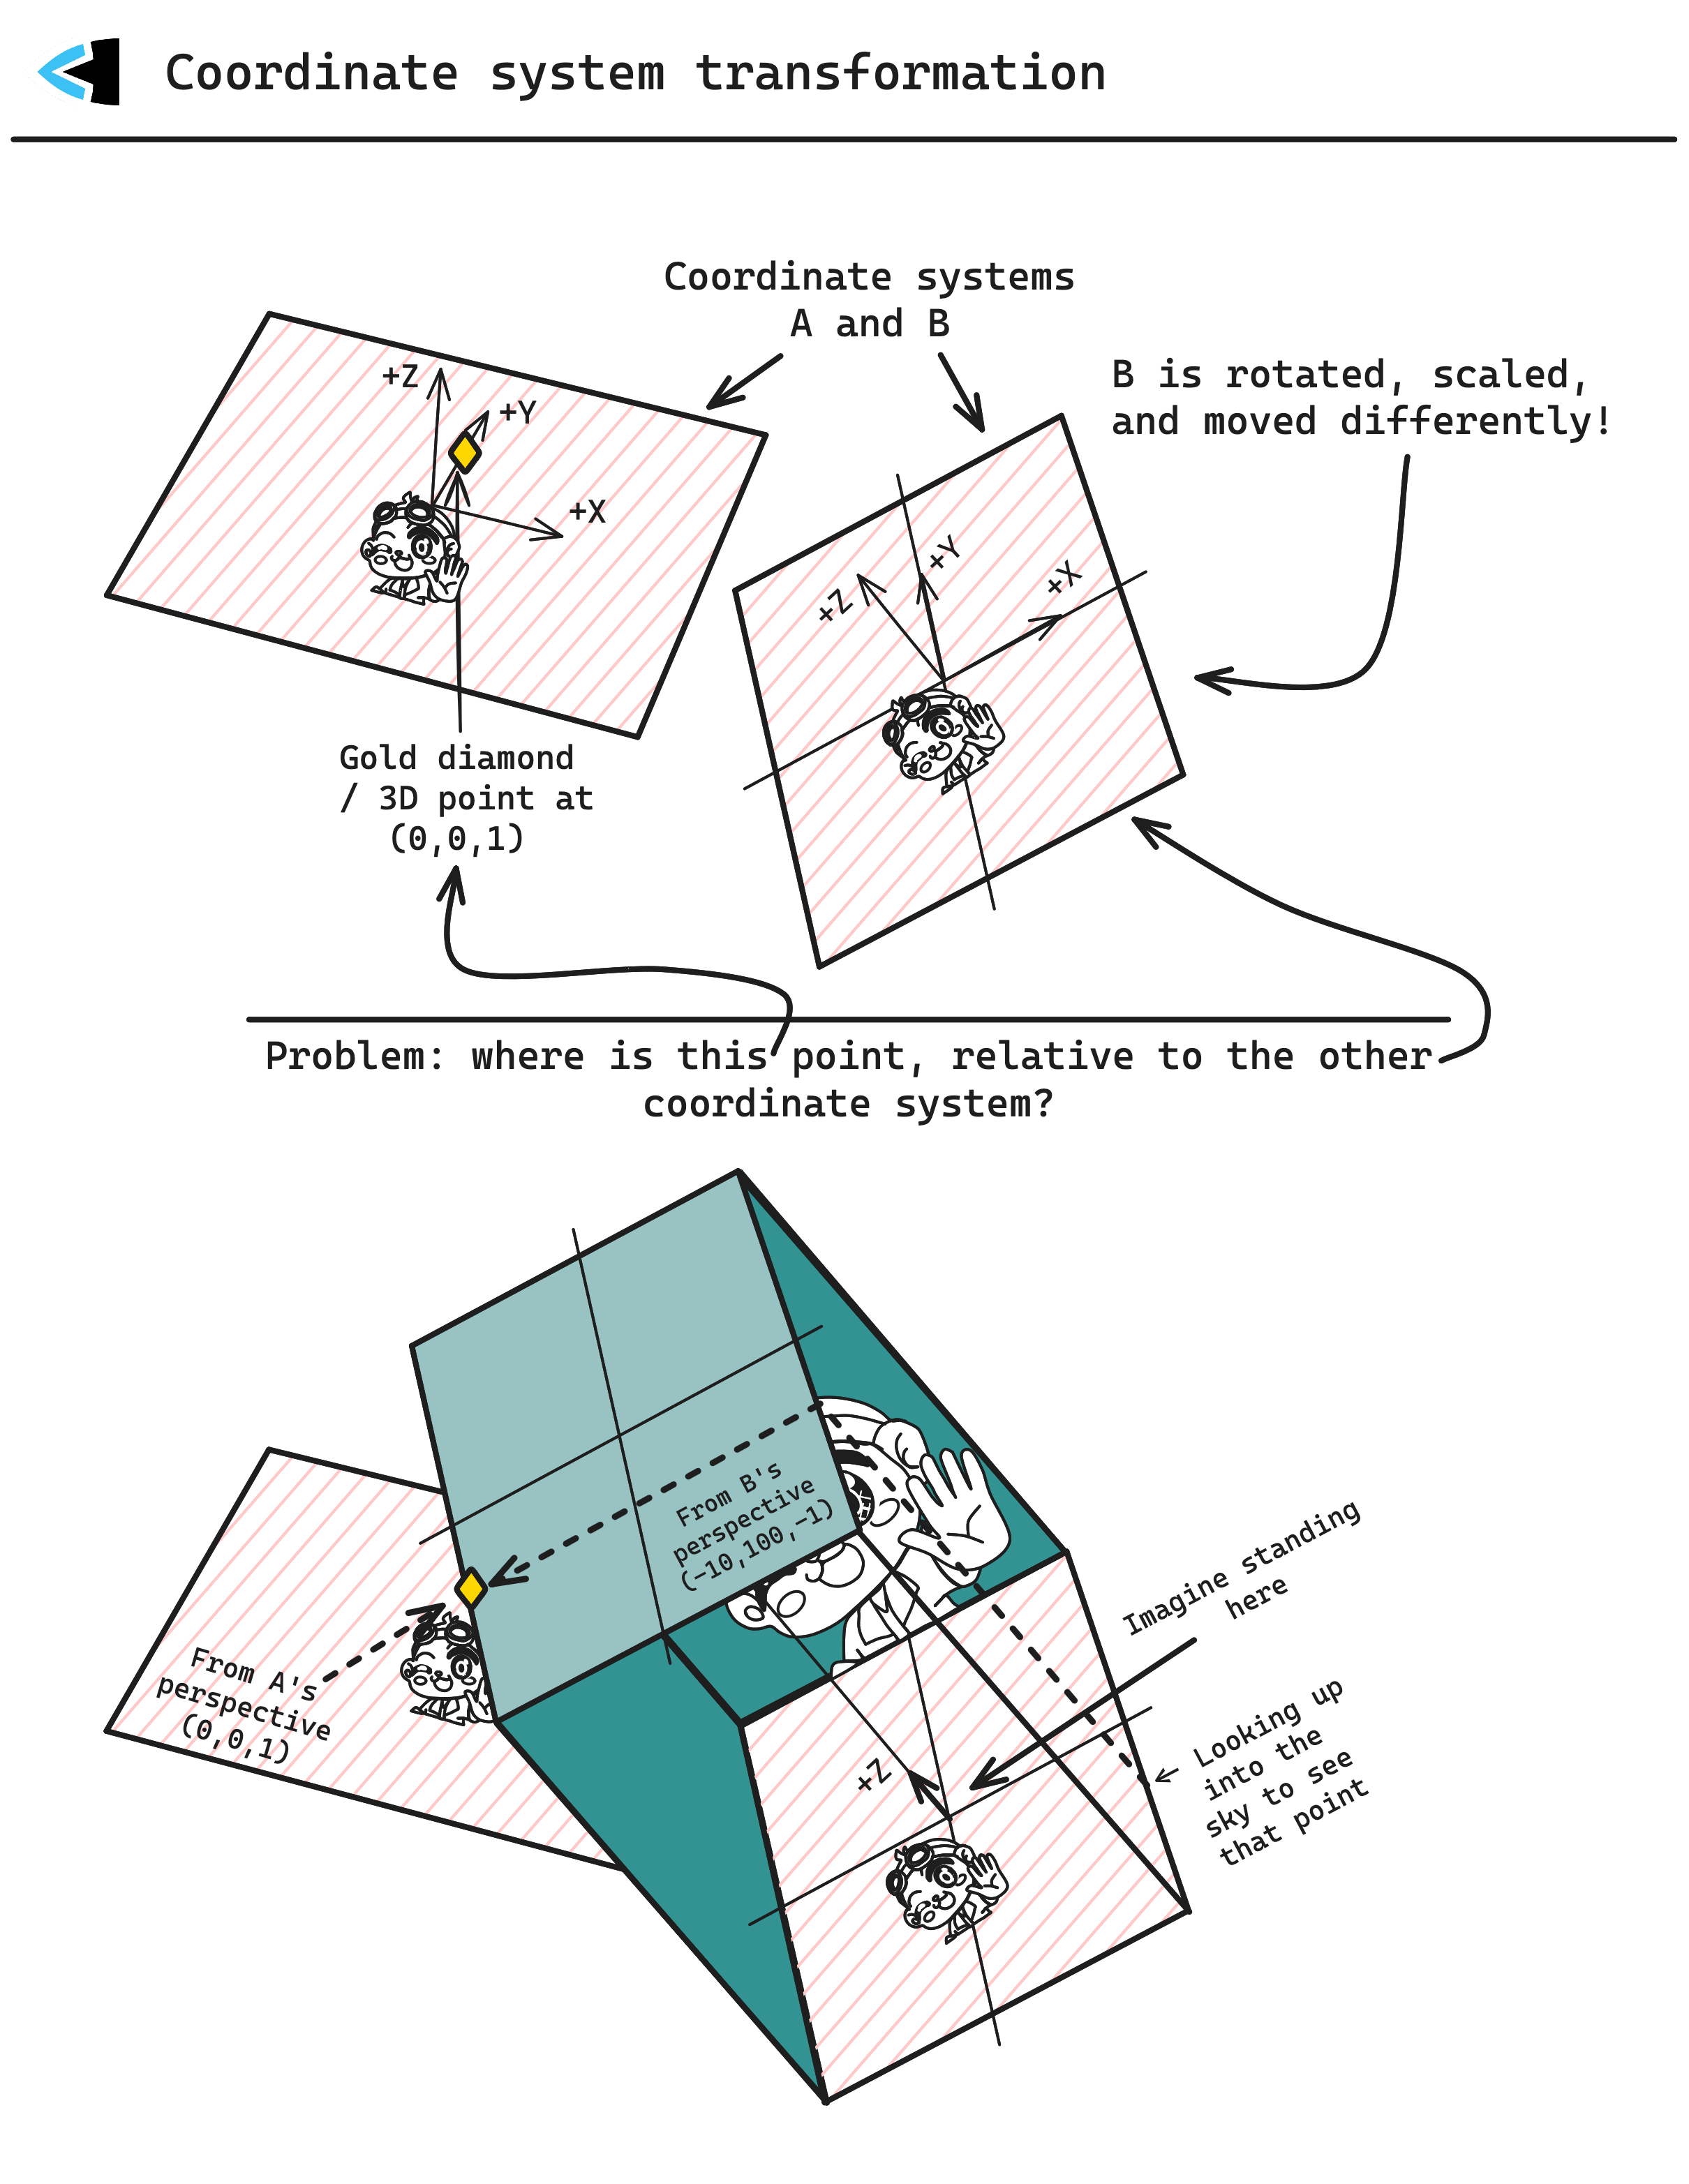 Coordinate system transformation
Coordinate systems
A and B
B is rotated, scaled,
and moved differently!
+Z
+Y
+X
+Y
+X
+Z
Gold diamond
/ 3D point at
(0,0,1)
Problem: where is this point, relative to the other
coordinate system?
From B's
perspective
(-10,100,-1)
Imagine standing
here
From A's
perspective
(0,0,1)
Looking up
into the
sky to see
that point
+Z